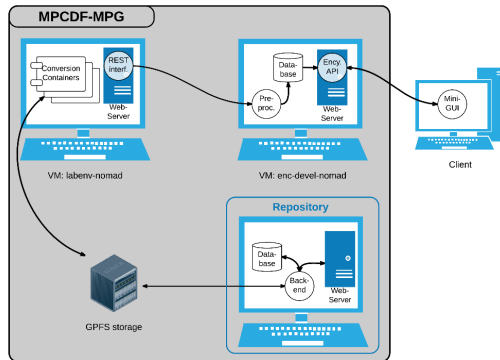 MPCDF-MPG
Conversion
Containers
REST
interf.
Web-
Server
VM: labenv-nomad
Data-
base
Pre-
proc.
Ency.
API
Web-
Server
VM: enc-devel-nomad
Mini-
GUI
Client
GPFS storage
Repository
Data-
base
Back-
end
Web-
Server